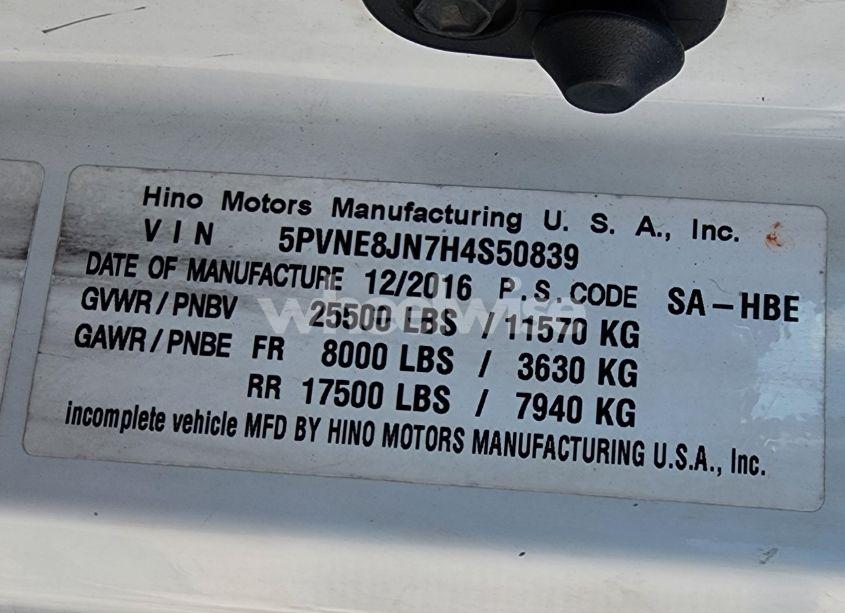 Hino Motors Manufacturing U. S. A., Inc.
VIN 5PVNE8JN7H4S50839
DATE OF MANUFACTURE 12/2016 P.S.CODE SA-HBE
GVWR/PNBV 25500 LBS / 11570 KG
GAWR/PNBE FR 8000 LBS / 3630 KG
RR 17500 LBS / 7940 KG
incomplete vehicle MFD BY HINO MOTORS MANUFACTURING U.S.A., Inc.
wheelwise